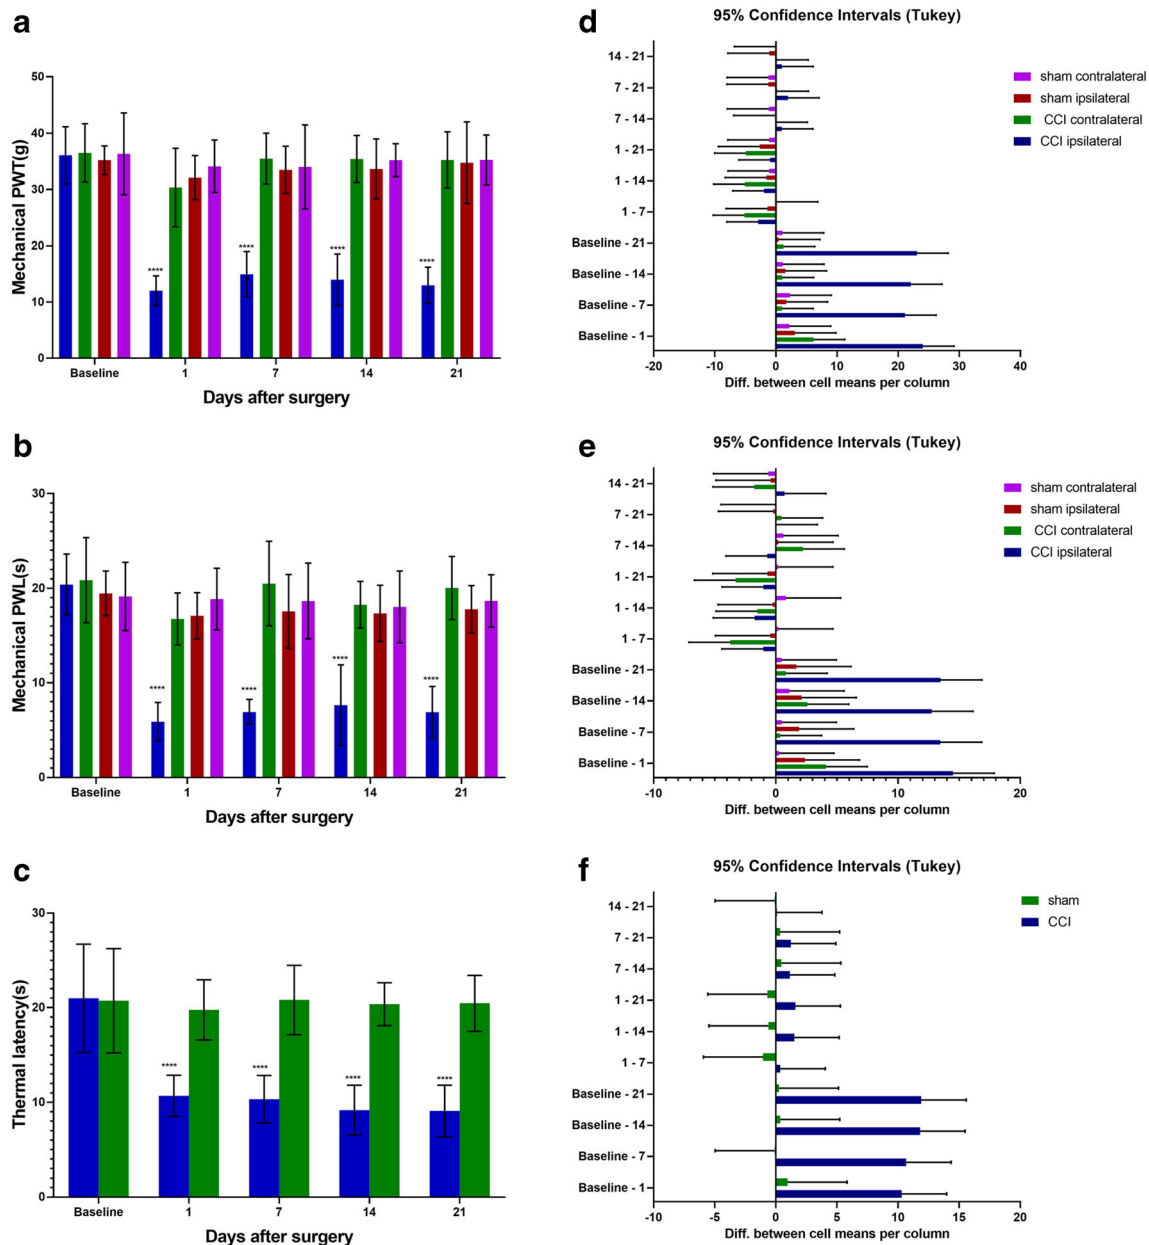 a
Mechanical PWT(g)
50
40
30
20
10
0
****
****
****
****
Baseline
1
7
14
21
Days after surgery
d
95% Confidence Intervals (Tukey)
14 - 21
7 - 21
7 - 14
1 - 21
1 - 14
1 - 7
Baseline - 21
Baseline - 14
Baseline - 7
Baseline - 1
-20
-10
0
10
20
30
40
Diff. between cell means per column
sham contralateral
sham ipsilateral
CCI contralateral
CCI ipsilateral
b
Mechanical PWL(s)
30
20
10
0
****
****
****
****
Baseline
1
7
14
21
Days after surgery
e
95% Confidence Intervals (Tukey)
14 - 21
7 - 21
7 - 14
1 - 21
1 - 14
1 - 7
Baseline - 21
Baseline - 14
Baseline - 7
Baseline - 1
-10
0
10
20
Diff. between cell means per column
sham contralateral
sham ipsilateral
CCI contralateral
CCI ipsilateral
c
Thermal latency(s)
30
20
10
0
****
****
****
****
Baseline
1
7
14
21
Days after surgery
f
95% Confidence Intervals (Tukey)
14 - 21
7 - 21
7 - 14
1 - 21
1 - 14
1 - 7
Baseline - 21
Baseline - 14
Baseline - 7
Baseline - 1
-10
-5
0
5
10
15
20
Diff. between cell means per column
sham
CCI